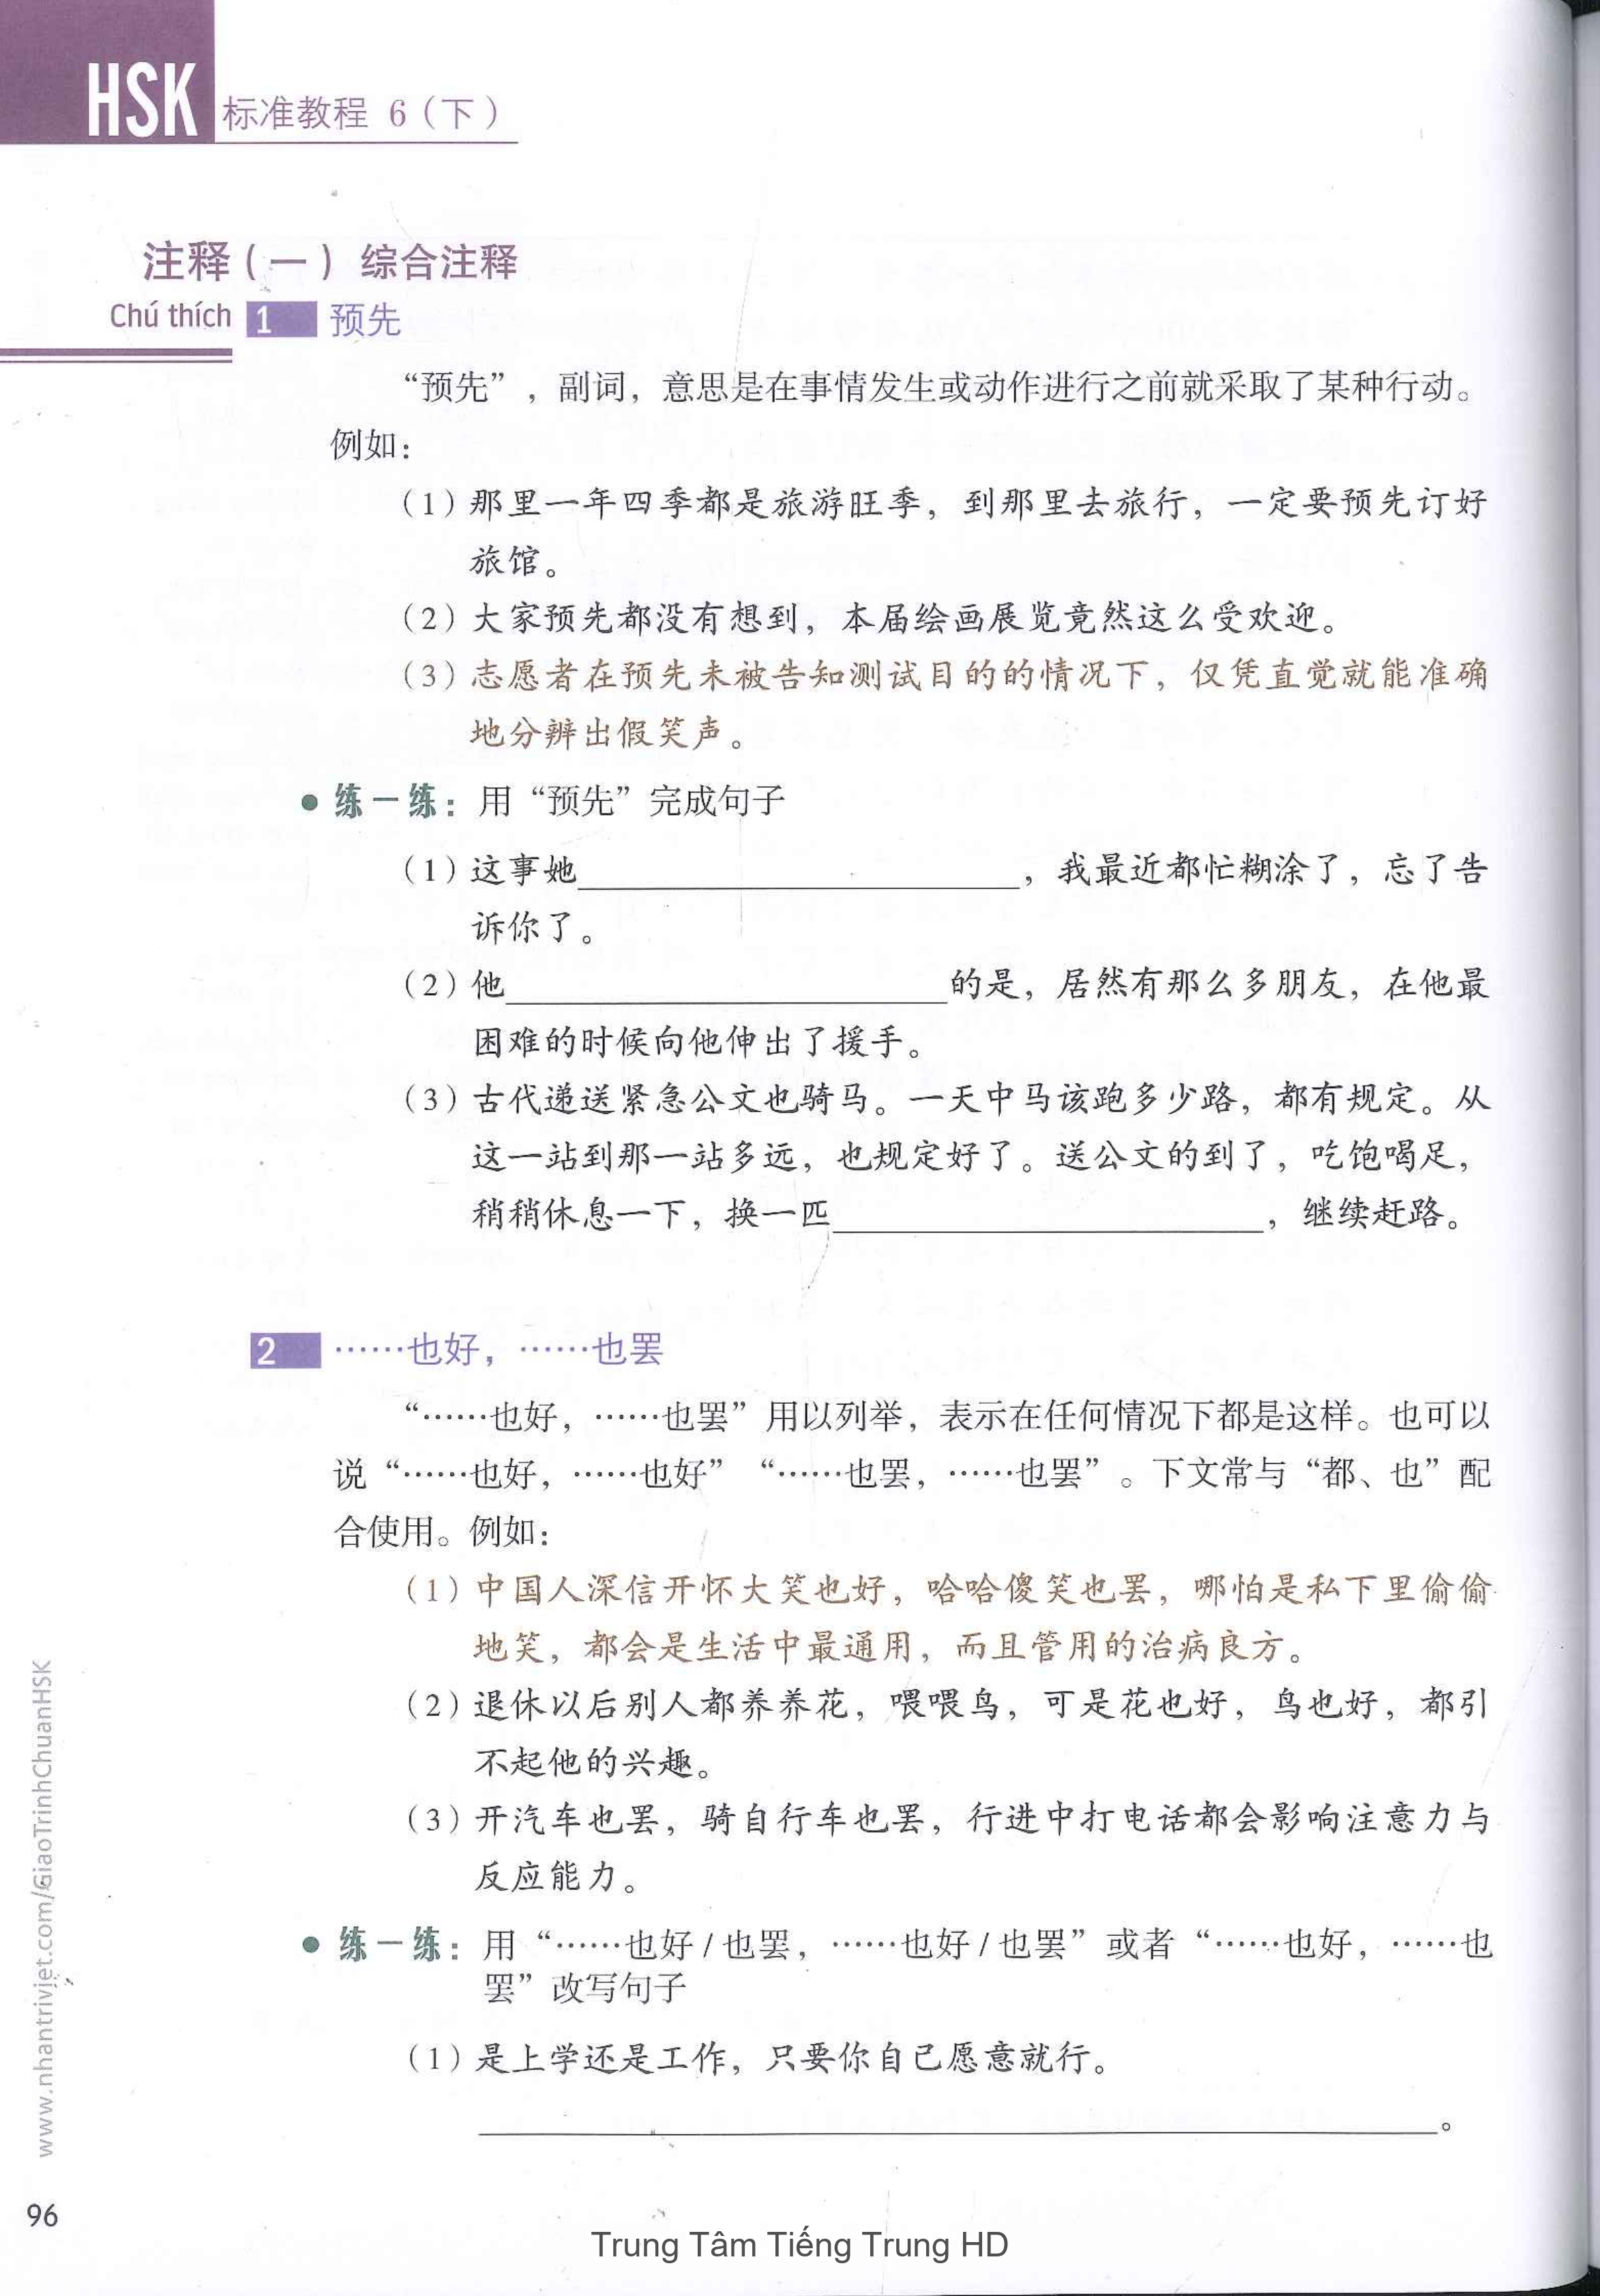 HSK 标准教程 6（下）
注释（一）综合注释
Chú thích 1 预先
“预先”，副词，意思是在事情发生或动作进行之前就采取了某种行动。
例如：
（1）那里一年四季都是旅游旺季，到那里去旅行，一定要预先订好
旅馆。
（2）大家预先都没有想到，本届绘画展览竟然这么受欢迎。
（3）志愿者在预先未被告知测试目的的情况下，仅凭直觉就能准确
地分辨出假笑声。
● 练一练：用“预先”完成句子
（1）这事她____________________，我最近都忙糊涂了，忘了告
诉你了。
（2）他____________________的是，居然有那么多朋友，在他最
困难的时候向他伸出了援手。
（3）古代递送紧急公文也骑马。一天中马该跑多少路，都有规定。从
这一站到那一站多远，也规定好了。送公文的到了，吃饱喝足，
稍稍休息一下，换一匹____________________，继续赶路。
2 ……也好，……也罢
“……也好，……也罢”用以列举，表示在任何情况下都是这样。也可以
说“……也好，……也好”“……也罢，……也罢”。下文常与“都、也”配
合使用。例如：
（1）中国人深信开怀大笑也好，哈哈傻笑也罢，哪怕是私下里偷偷
地笑，都会是生活中最通用，而且管用的治病良方。
（2）退休以后别人都养养花，喂喂鸟，可是花也好，鸟也好，都引
不起他的兴趣。
（3）开汽车也罢，骑自行车也罢，行进中打电话都会影响注意力与
反应能力。
● 练一练：用“……也好/也罢，……也好/也罢”或者“……也好，……也
罢”改写句子
（1）是上学还是工作，只要你自己愿意就行。
____________________。
www.nhantriviet.com/GiaoTrinhChuanHSK
96
Trung Tâm Tiếng Trung HD